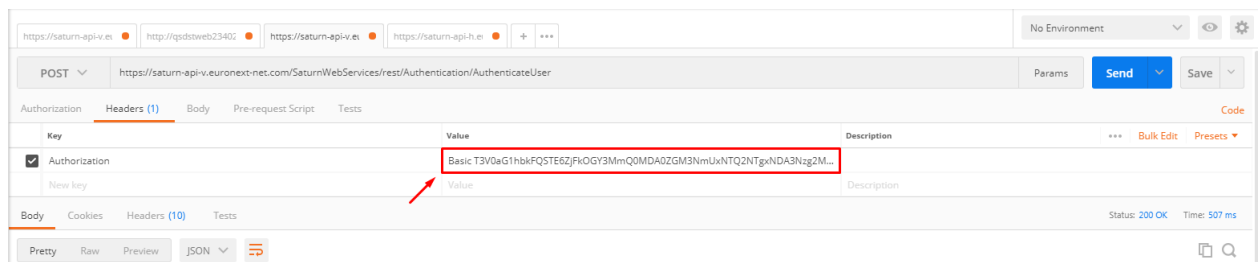 https://saturn-api-v.eu http://qsdstweb23402 https://saturn-api-v.eu https://saturn-api-h.e + ••• No Environment
POST https://saturn-api-v.euronext-net.com/SaturnWebServices/rest/Authentication/AuthenticateUser Params Send Save
Authorization Headers (1) Body Pre-request Script Tests Code
Key Value Description ••• Bulk Edit Presets
Authorization Basic T3V0aG1hbkFQSTE6ZjFkOGY3MmQ0MDA0ZGM3NmUxNTQ2NTgxNDA3Nzg2M...
New key Value Description
Body Cookies Headers (10) Tests Status: 200 OK Time: 507 ms
Pretty Raw Preview JSON